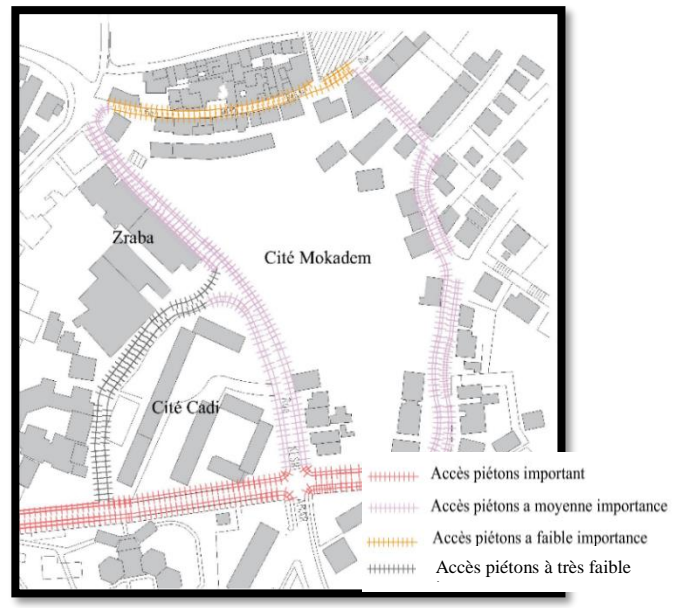 Zraba
Cité Mokadem
Cité Cadi
Accès piétons important
Accès piétons a moyenne importance
Accès piétons a faible importance
Accès piétons à très faible